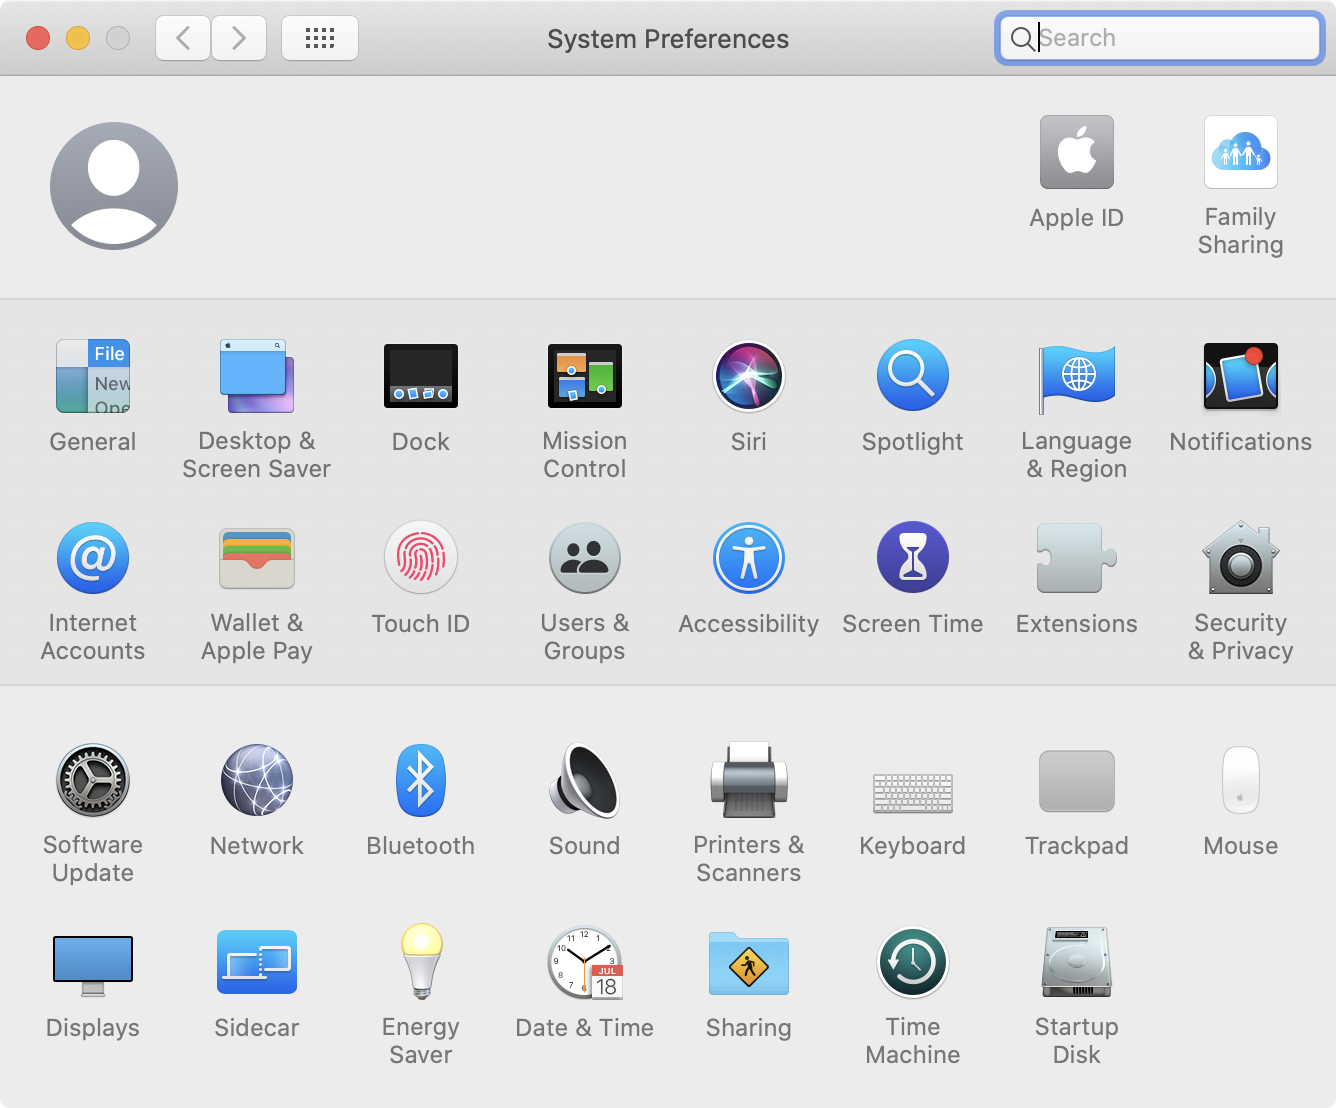 System Preferences
Search
Apple ID
Family
Sharing
File
New
Ope
General
Desktop &
Screen Saver
Dock
Mission
Control
Siri
Spotlight
Language
& Region
Notifications
Internet
Accounts
Wallet &
Apple Pay
Touch ID
Users &
Groups
Accessibility
Screen Time
Extensions
Security
& Privacy
Software
Update
Network
Bluetooth
Sound
Printers &
Scanners
Keyboard
Trackpad
Mouse
Displays
Sidecar
Energy
Saver
JUL
18
Date & Time
Sharing
Time
Machine
Startup
Disk